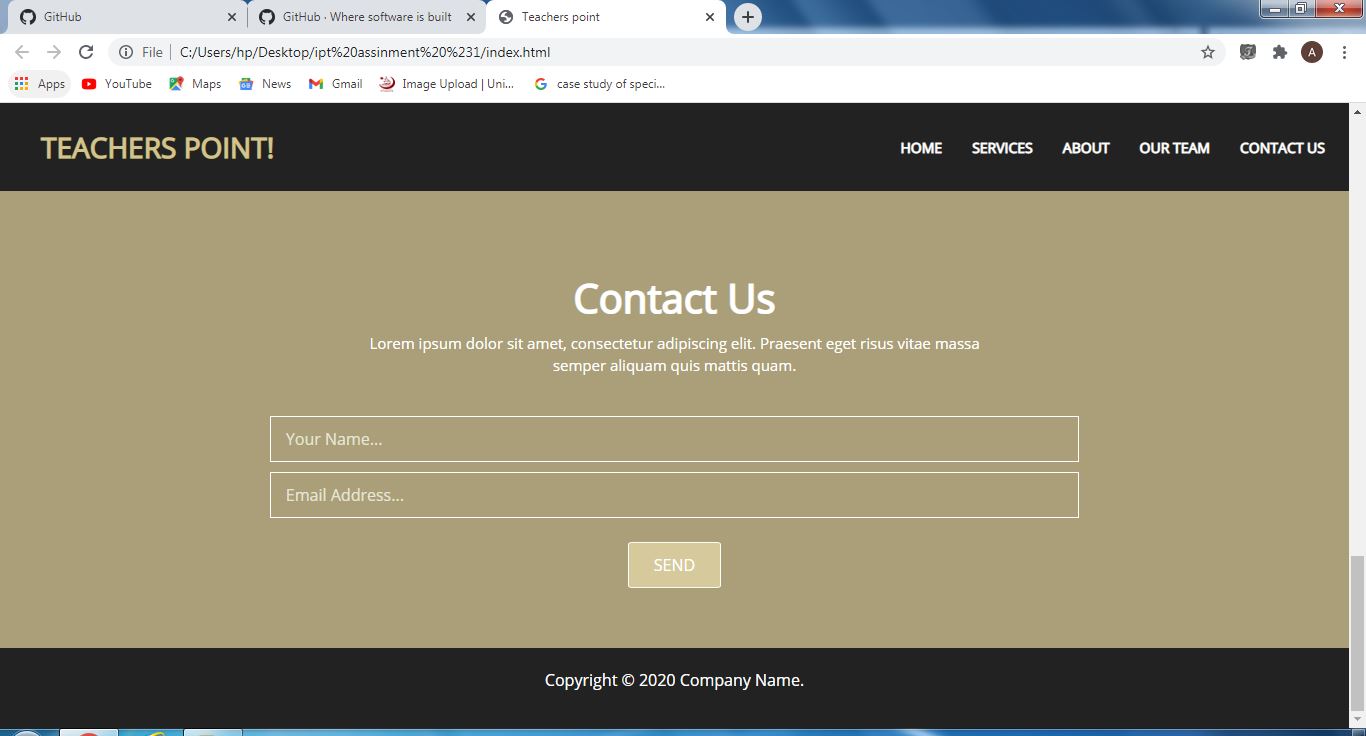 GitHub
GitHub · Where software is built
Teachers point
File
C:/Users/hp/Desktop/ipt%20assinment%20%231/index.html
A
Apps
YouTube
Maps
News
Gmail
Image Upload | Uni...
case study of speci...
TEACHERS POINT!
HOME
SERVICES
ABOUT
OUR TEAM
CONTACT US
Contact Us
Lorem ipsum dolor sit amet, consectetur adipiscing elit. Praesent eget risus vitae massa
semper aliquam quis mattis quam.
Your Name...
Email Address...
SEND
Copyright © 2020 Company Name.